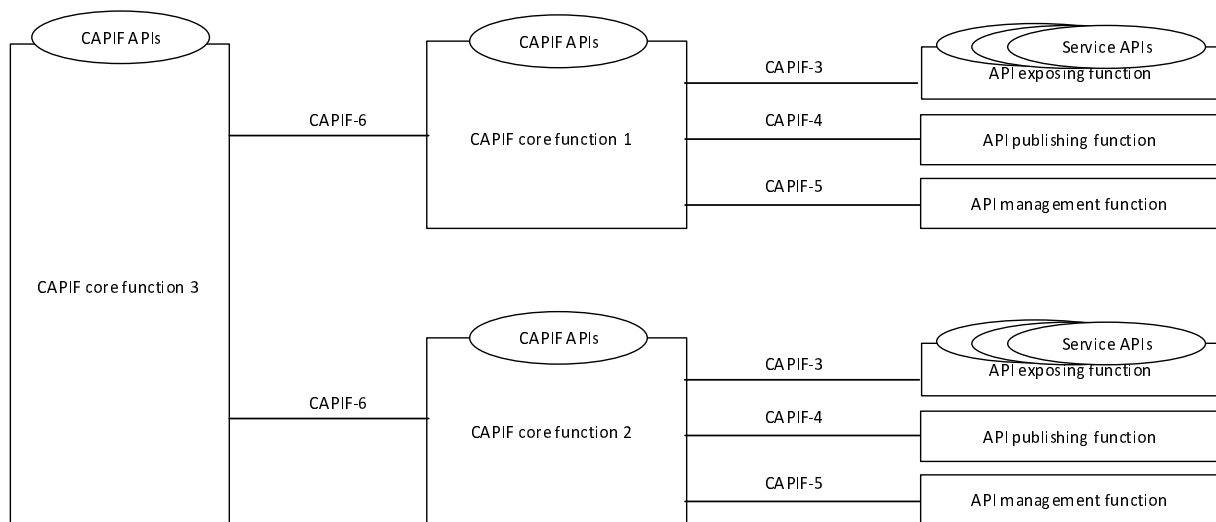 CAPIF APIs
CAPIF APIs
Service APIs
API exposing function
CAPIF-3
CAPIF-6
CAPIF-4
CAPIF core function 1
API publishing function
CAPIF-5
API management function
CAPIF core function 3
CAPIF APIs
Service APIs
API exposing function
CAPIF-3
CAPIF-6
CAPIF-4
CAPIF core function 2
API publishing function
CAPIF-5
API management function